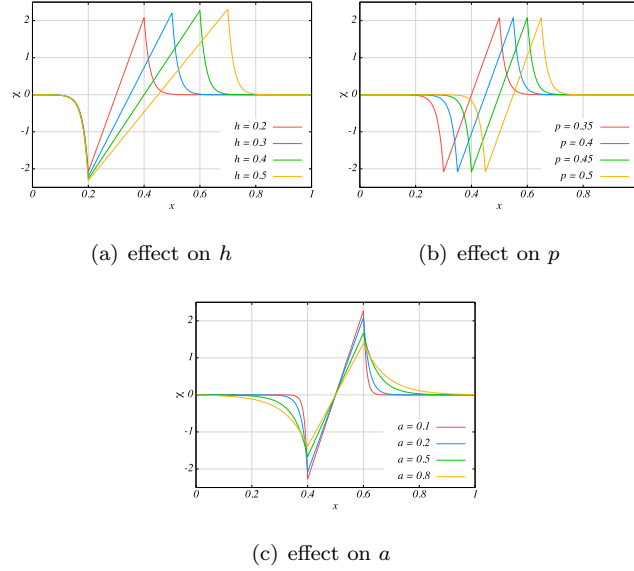 2
1
χ 0
-1
-2
h = 0.2
h = 0.3
h = 0.4
h = 0.5
0 0.2 0.4 0.6 0.8 1
x
(a) effect on h
2
1
χ 0
-1
-2
p = 0.35
p = 0.4
p = 0.45
p = 0.5
0 0.2 0.4 0.6 0.8
x
(b) effect on p
2
1
χ 0
-1
-2
a = 0.1
a = 0.2
a = 0.5
a = 0.8
0 0.2 0.4 0.6 0.8 1
x
(c) effect on a